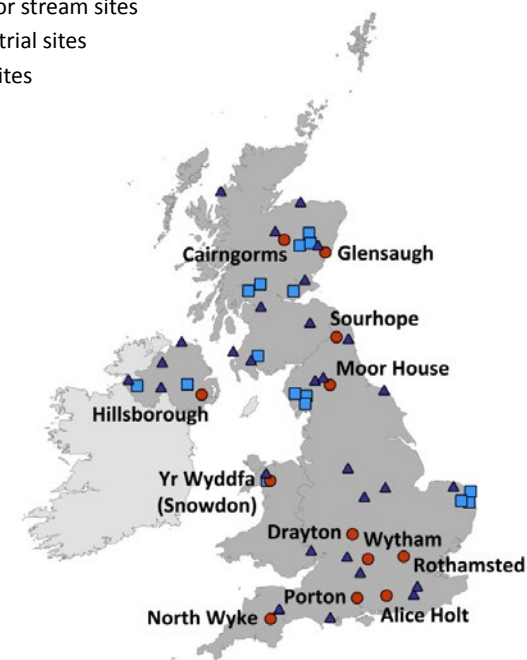 or stream sites
trial sites
ites
Cairngorms
Glensaugh
Sourhope
Moor House
Hillsborough
Yr Wyddfa
(Snowdon)
Drayton
Wytham
Rothamsted
Porton
Alice Holt
North Wyke